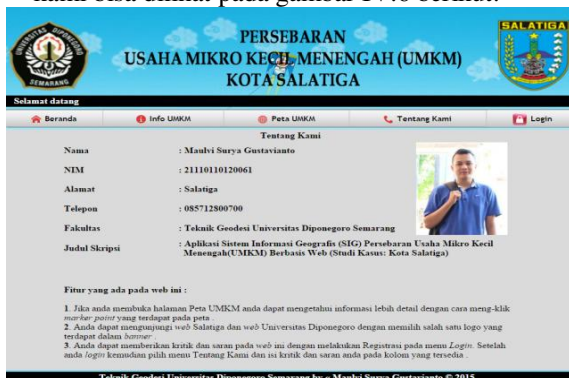 kami bisa dilihat pada gambar IV.6 berikut:
PERSEBARAN
USAHA MIKRO KECIL MENENGAH (UMKM)
KOTA SALATIGA
SEMARANG
SALATIGA
Selamat datang
Beranda Info UMKM Peta UMKM Tentang Kami Login
Tentang Kami
Nama : Maulvi Surya Gustavianto
NIM : 21110110120061
Alamat : Salatiga
Telepon : 085712800700
Fakultas : Teknik Geodesi Universitas Diponegoro Semarang
Judul Skripsi : Aplikasi Sistem Informasi Geografis (SIG) Persebaran Usaha Mikro Kecil
Menengah(UMKM) Berbasis Web (Studi Kasus: Kota Salatiga)
Fitur yang ada pada web ini :
1. Jika anda membuka halaman Peta UMKM anda dapat mengetahui informasi lebih detail dengan cara meng-klik
marker point yang terdapat pada peta .
2. Anda dapat mengunjungi web Salatiga dan web Universitas Diponegoro dengan memilih salah satu logo yang
terdapat dalam banner .
3. Anda dapat memberikan kritik dan saran pada web ini dengan melakukan Registrasi pada menu Login. Setelah
anda login kemudian pilih menu Tentang Kami dan isi kritik dan saran anda pada kolom yang tersedia .
Teknik Geodesi Universitas Diponegoro Semarang by : Maulvi Surya Gustavianto © 2015